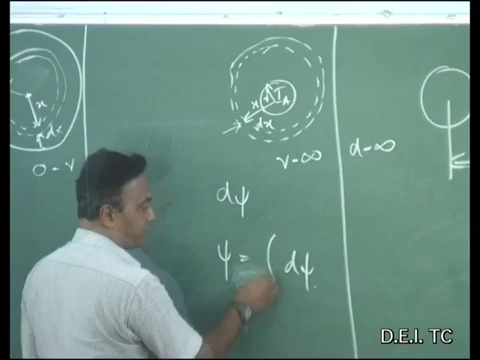 x
dx
0 - r
x
r
I_A
dx
r - ∞
d - ∞
dψ
ψ = ( dψ
D.E.I. TC